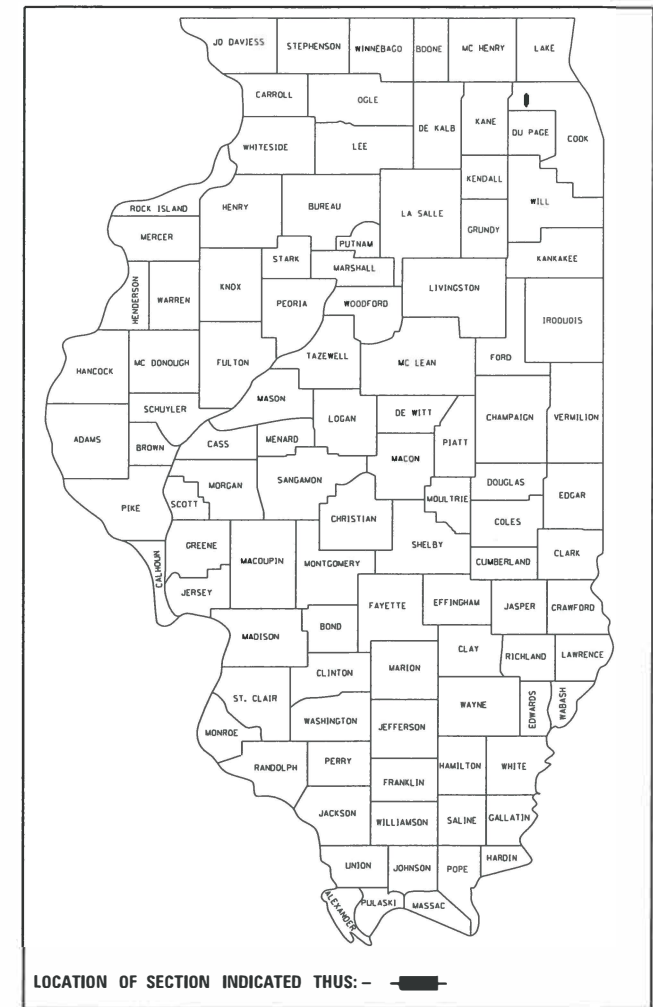 JO DAVIESS STEPHENSON WINNEBAGO BOONE MC HENRY LAKE
CARROLL OGLE DE KALB KANE DU PAGE COOK
WHITESIDE LEE
KENDALL
ROCK ISLAND HENRY BUREAU LA SALLE WILL
MERCER PUTNAM GRUNDY
STARK MARSHALL KANKAKEE
HENDERSON WARREN KNOX PEORIA WOODFORD LIVINGSTON
IROQUOIS
HANCOCK MC DONOUGH FULTON TAZEWELL MC LEAN FORD
SCHUYLER MASON LOGAN DE WITT CHAMPAIGN VERMILION
ADAMS BROWN CASS MENARD MACON PIATT
PIKE SCOTT MORGAN SANGAMON MOULTRIE DOUGLAS EDGAR
CHRISTIAN COLES
CALHOUN GREENE MACOUPIN MONTGOMERY SHELBY CUMBERLAND CLARK
JERSEY FAYETTE EFFINGHAM JASPER CRAWFORD
MADISON BOND
CLAY RICHLAND LAWRENCE
CLINTON MARION
ST. CLAIR WAYNE EDWARDS WABASH
WASHINGTON JEFFERSON
MONROE
RANDOLPH PERRY HAMILTON WHITE
FRANKLIN
JACKSON WILLIAMSON SALINE GALLATIN
UNION JOHNSON POPE HARDIN
ALEXANDER PULASKI MASSAC
LOCATION OF SECTION INDICATED THUS: -